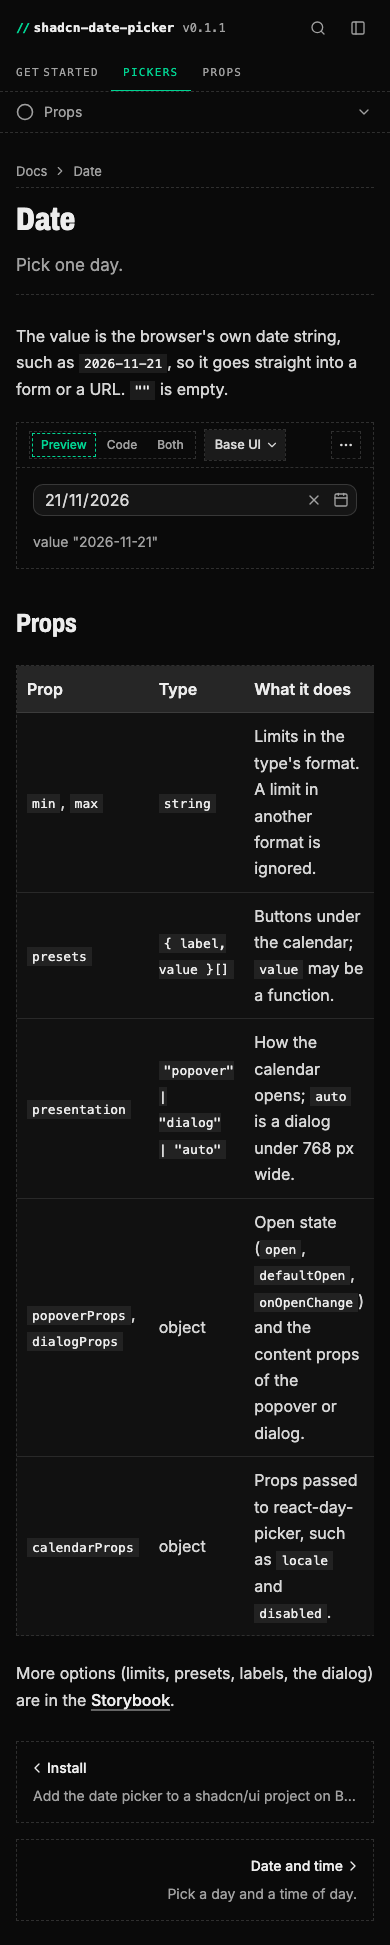 // shadcn-date-picker v0.1.1
GET STARTED PICKERS PROPS
Props
Docs > Date
Date
Pick one day.
The value is the browser's own date string,
such as 2026-11-21, so it goes straight into a
form or a URL. "" is empty.
Preview Code Both Base UI ...
21/11/2026
value "2026-11-21"
Props
Prop Type What it does
min, max string Limits in the
type's format.
A limit in
another
format is
ignored.
presets { label,
value }[] Buttons under
the calendar;
value may be
a function.
presentation "popover"
|
"dialog"
| "auto" How the
calendar
opens; auto
is a dialog
under 768 px
wide.
popoverProps,
dialogProps object Open state
(open,
defaultOpen,
onOpenChange)
and the
content props
of the
popover or
dialog.
calendarProps object Props passed
to react-day-
picker, such
as locale
and
disabled.
More options (limits, presets, labels, the dialog)
are in the Storybook.
Install
Add the date picker to a shadcn/ui project on B...
Date and time
Pick a day and a time of day.